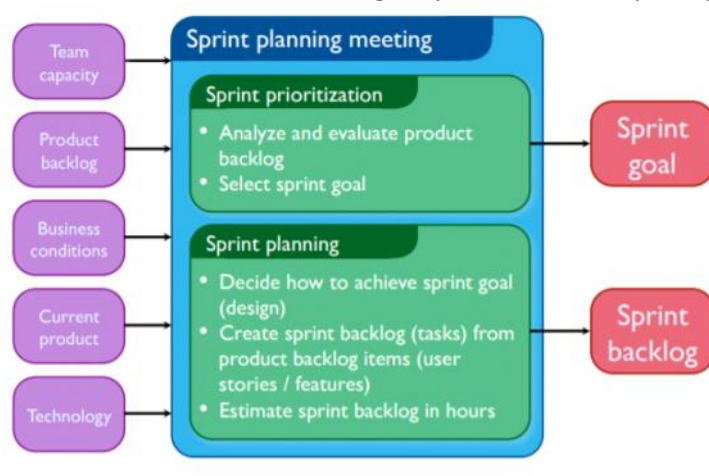 Team
capacity
Product
backlog
Business
conditions
Current
product
Technology
Sprint planning meeting
Sprint prioritization
• Analyze and evaluate product
backlog
• Select sprint goal
Sprint planning
• Decide how to achieve sprint goal
(design)
• Create sprint backlog (tasks) from
product backlog items (user
stories / features)
• Estimate sprint backlog in hours
Sprint
goal
Sprint
backlog